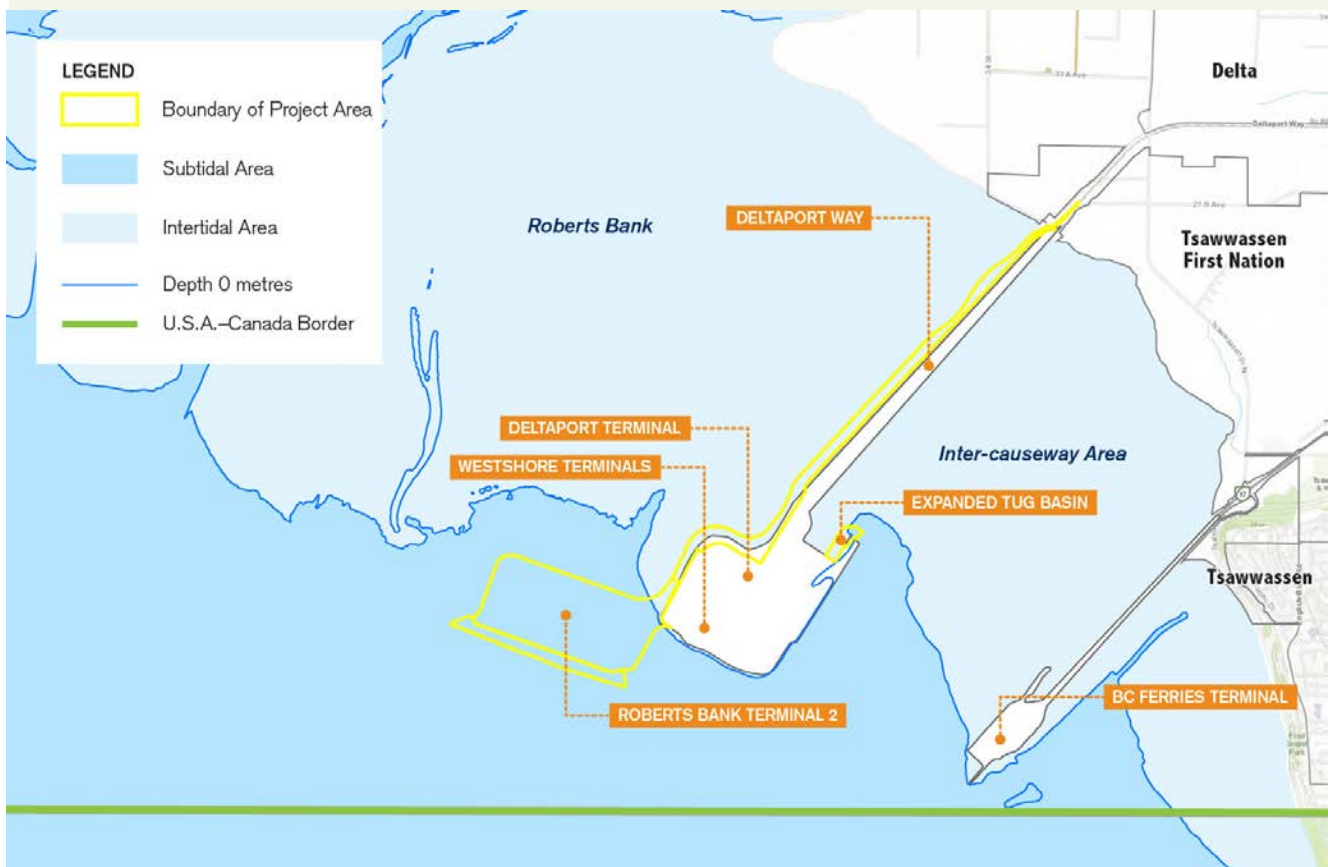 LEGEND
Boundary of Project Area
Subtidal Area
Intertidal Area
Depth 0 metres
U.S.A.–Canada Border
Delta
Deltaport Way
Roberts Bank
DELTAPORT WAY
27 B Ave
Tsawwassen
First Nation
DELTAPORT TERMINAL
WESTSHORE TERMINALS
Inter-causeway Area
EXPANDED TUG BASIN
17
Tsawwassen
ROBERTS BANK TERMINAL 2
BC FERRIES TERMINAL